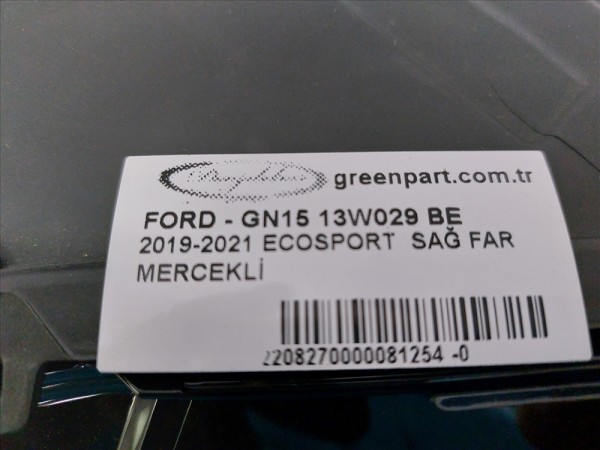 greenpart.com.tr
FORD - GN15 13W029 BE
2019-2021 ECOSPORT SAĞ FAR
MERCEKLİ
2208270000081254 -0